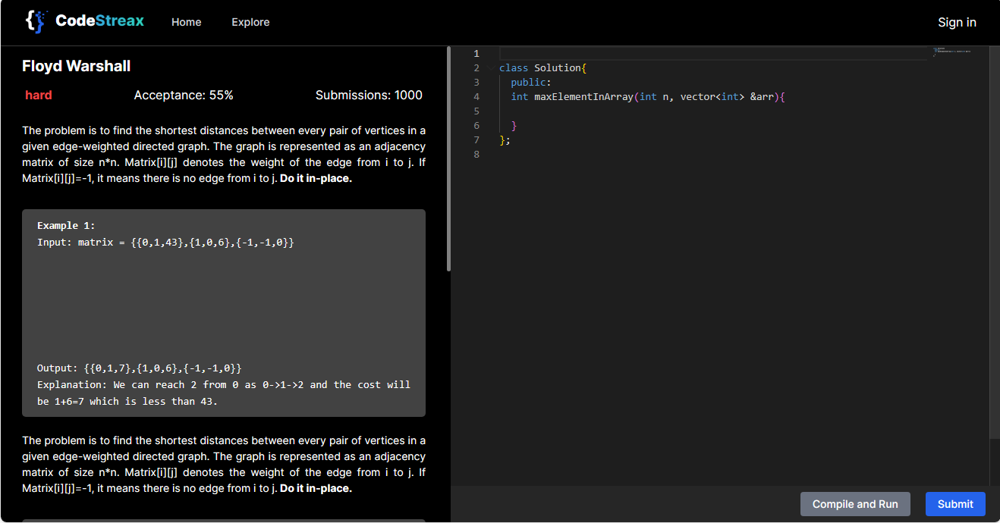 CodeStreax
Home
Explore
Sign in
Floyd Warshall
hard
Acceptance: 55%
Submissions: 1000
The problem is to find the shortest distances between every pair of vertices in a
given edge-weighted directed graph. The graph is represented as an adjacency
matrix of size n*n. Matrix[i][j] denotes the weight of the edge from i to j. If
Matrix[i][j]=-1, it means there is no edge from i to j. Do it in-place.
Example 1:
Input: matrix = {{0,1,43},{1,0,6},{-1,-1,0}}
Output: {{0,1,7},{1,0,6},{-1,-1,0}}
Explanation: We can reach 2 from 0 as 0->1->2 and the cost will
be 1+6=7 which is less than 43.
The problem is to find the shortest distances between every pair of vertices in a
given edge-weighted directed graph. The graph is represented as an adjacency
matrix of size n*n. Matrix[i][j] denotes the weight of the edge from i to j. If
Matrix[i][j]=-1, it means there is no edge from i to j. Do it in-place.
1
2 class Solution{
3 public:
4 int maxElementInArray(int n, vector<int> &arr){
5
6 }
7 };
8
Compile and Run
Submit